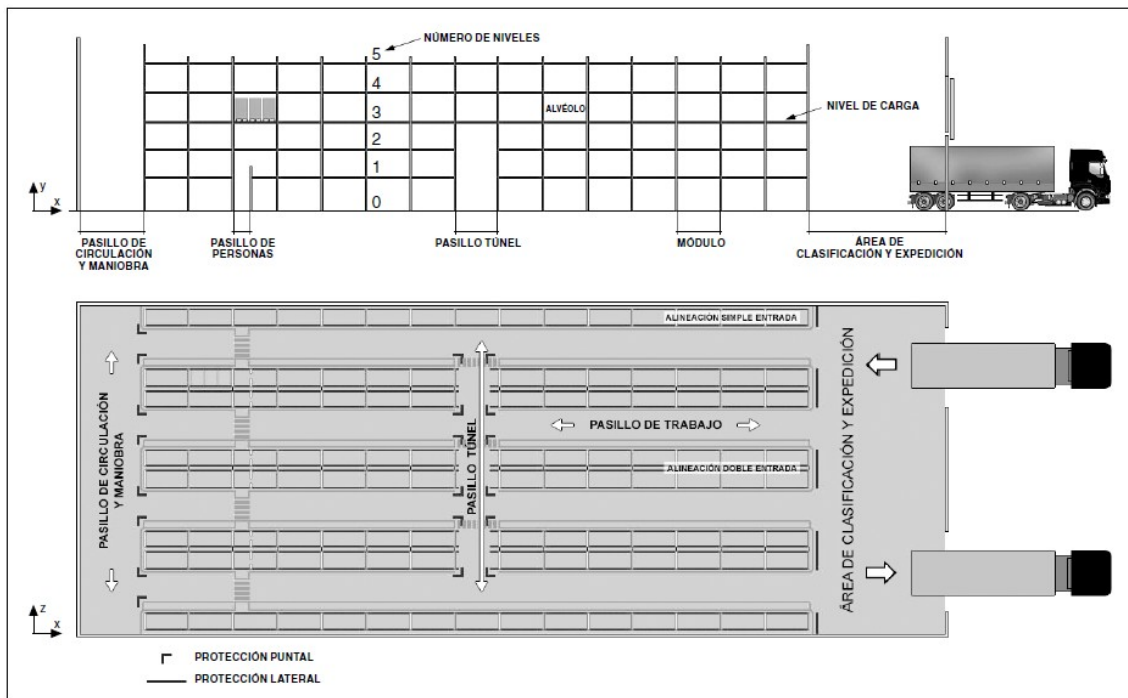 NÚMERO DE NIVELES
5
4
ALVÉOLO
NIVEL DE CARGA
3
2
1
0
y
x
PASILLO DE
CIRCULACIÓN
Y MANIOBRA
PASILLO DE
PERSONAS
PASILLO TÚNEL
MÓDULO
ÁREA DE
CLASIFICACIÓN Y EXPEDICIÓN
ALINEACIÓN SIMPLE ENTRADA
PASILLO DE CIRCULACIÓN
Y MANIOBRA
PASILLO TÚNEL
PASILLO DE TRABAJO
ALINEACIÓN DOBLE ENTRADA
ÁREA DE CLASIFICACIÓN Y EXPEDICIÓN
z
x
PROTECCIÓN PUNTAL
PROTECCIÓN LATERAL